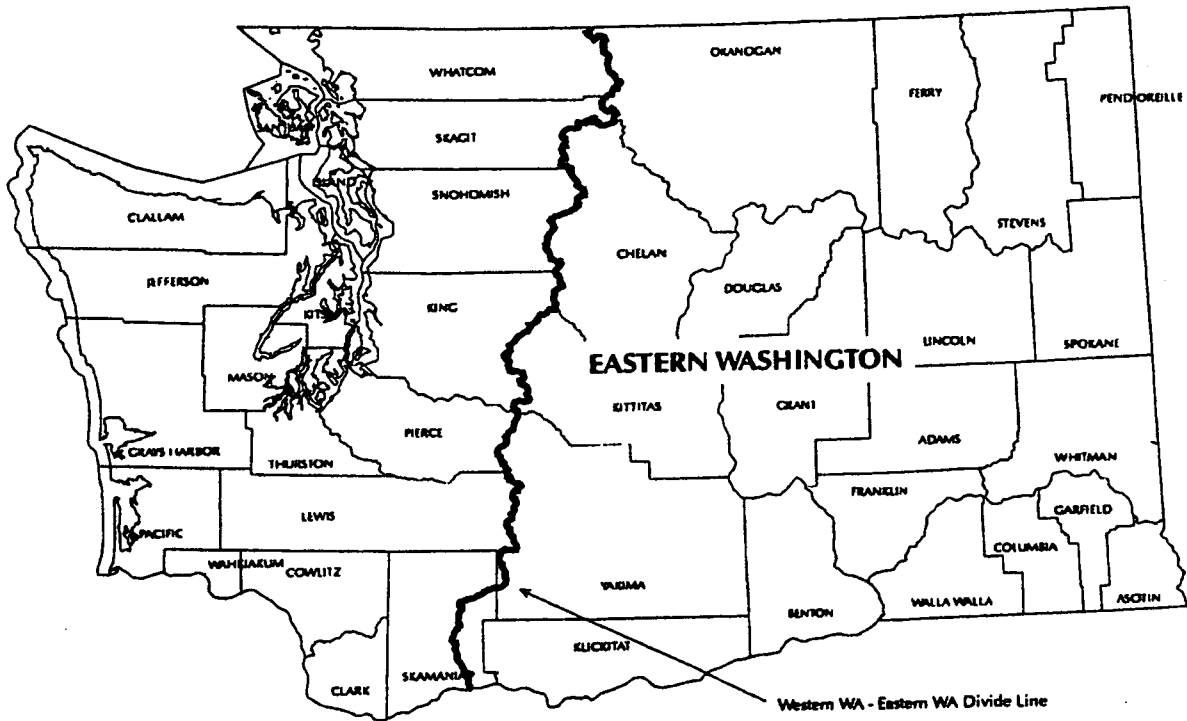 OKANOGAN
WHATCOM
FERRY
PEND OREILLE
SKAGIT
ISLAND
SNOHOMISH
CLALLAM
STEVENS
CHELAN
JEFFERSON
DOUGLAS
KING
LINCOLN
SPOKANE
EASTERN WASHINGTON
MASON
KITTITAS
GRANT
PIERCE
ADAMS
GRAYS HARBOR
THURSTON
WHITMAN
FRANKLIN
LEWIS
GARFIELD
PACIFIC
COLUMBIA
WAHKIAKUM
COWLITZ
YAKIMA
BENTON
WALLA WALLA
ASOTIN
KLICKITAT
SKAMANIA
CLARK
Western WA - Eastern WA Divide Line